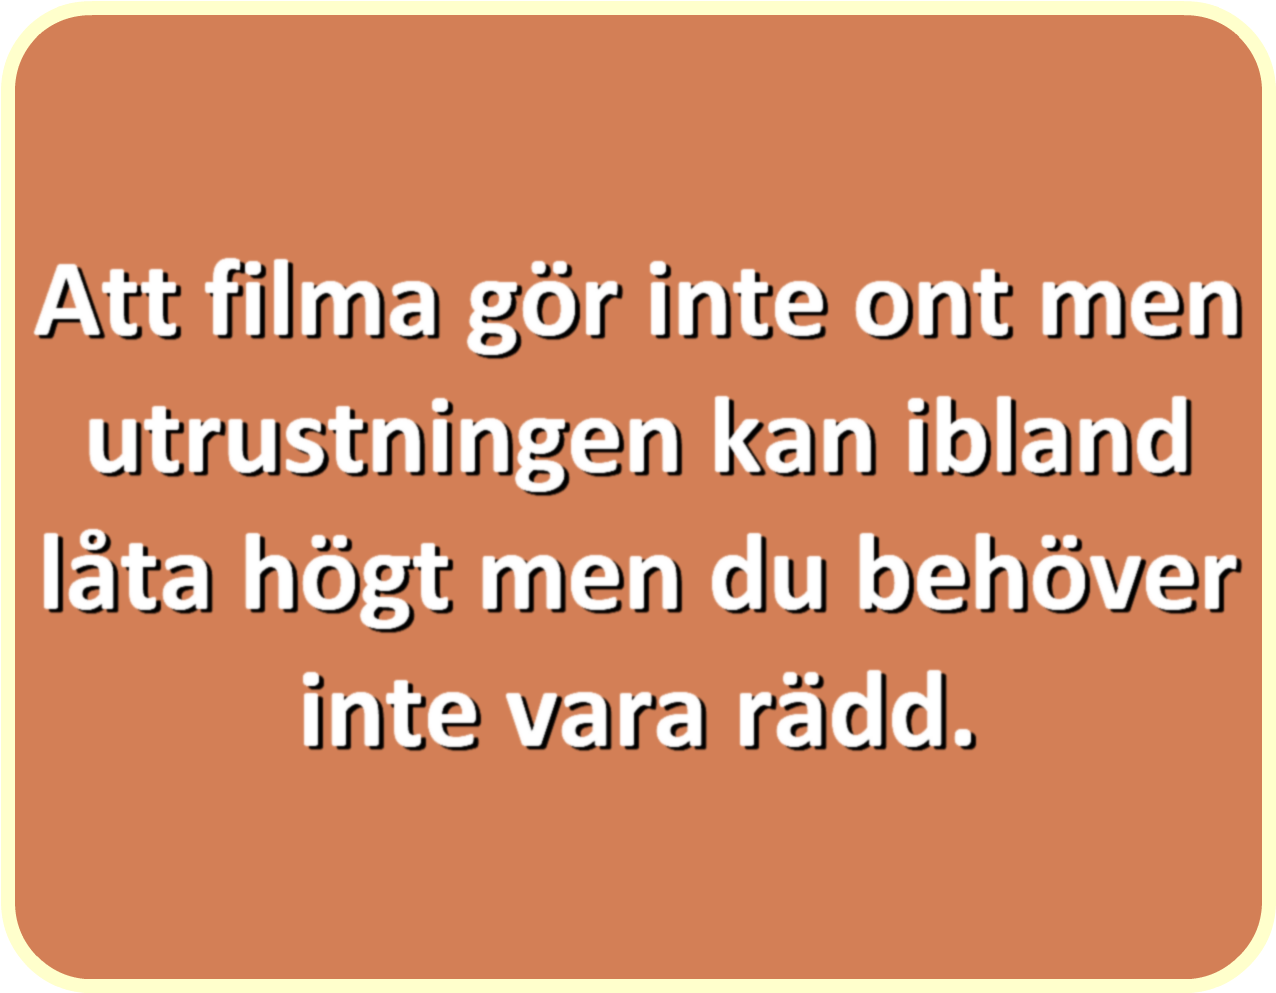 Att filma gör inte ont men
utrustningen kan ibland
låta högt men du behöver
inte vara rädd.